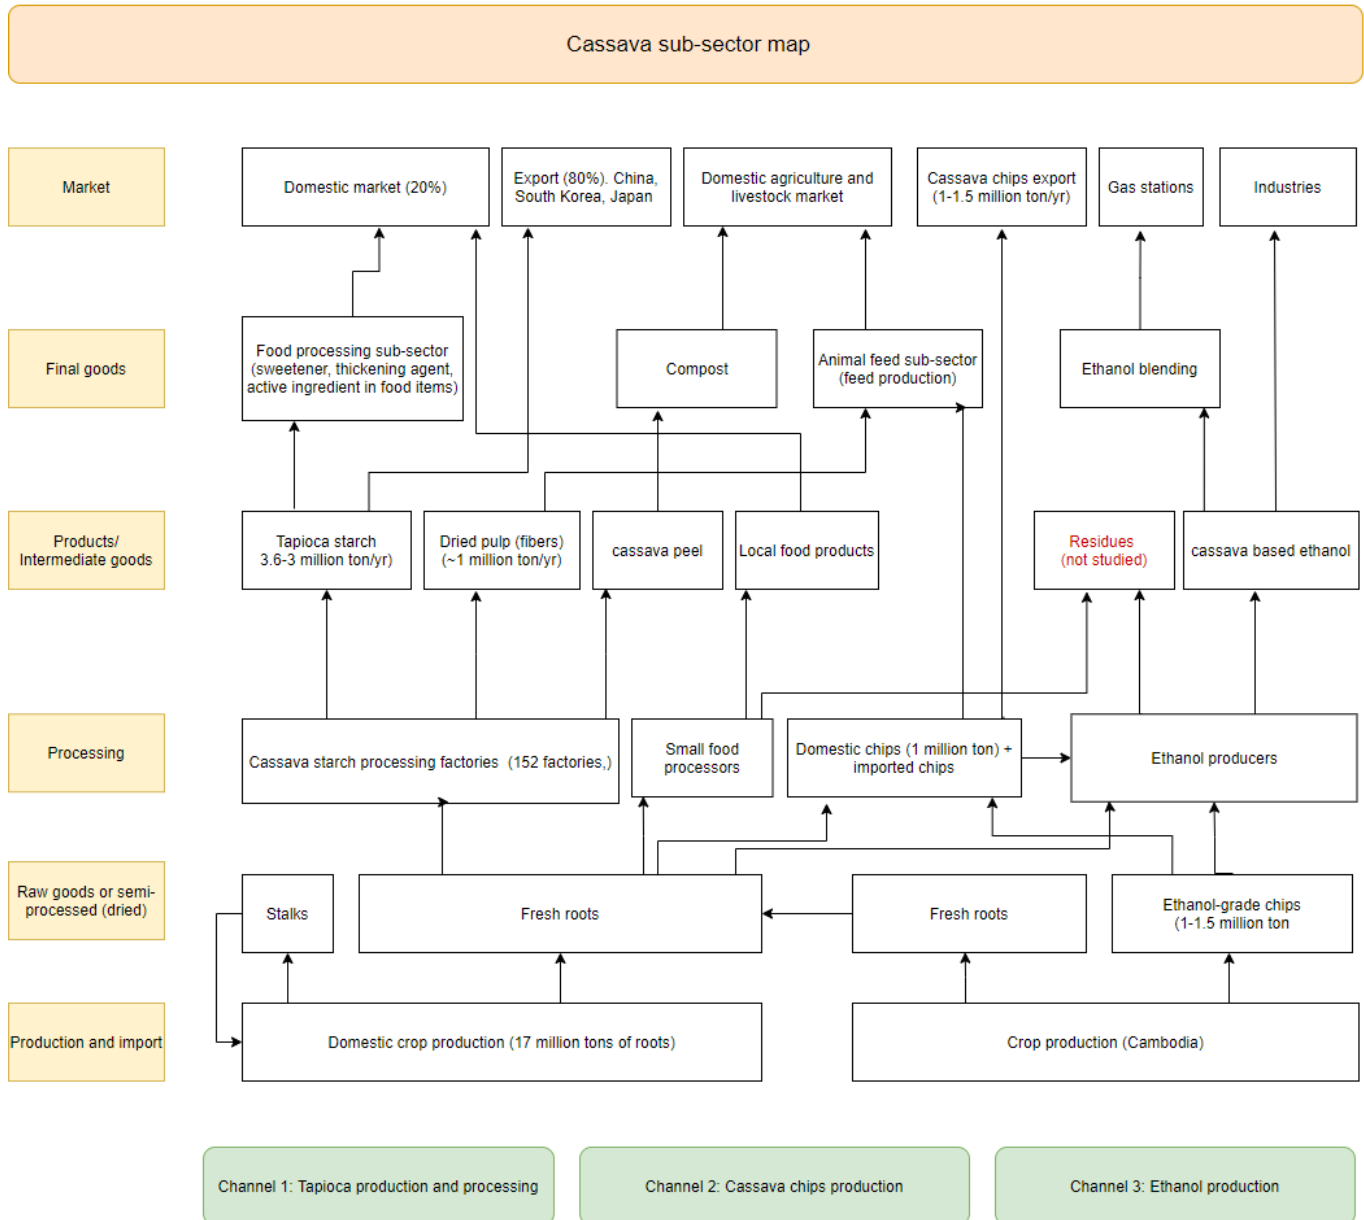 Cassava sub-sector map
Market
Domestic market (20%)
Export (80%). China,
South Korea, Japan
Domestic agriculture and
livestock market
Cassava chips export
(1-1.5 million ton/yr)
Gas stations
Industries
Final goods
Food processing sub-sector
(sweetener, thickening agent,
active ingredient in food items)
Compost
Animal feed sub-sector
(feed production)
Ethanol blending
Products/
Intermediate goods
Tapioca starch
3.6-3 million ton/yr)
Dried pulp (fibers)
(~1 million ton/yr)
cassava peel
Local food products
Residues
(not studied)
cassava based ethanol
Processing
Cassava starch processing factories (152 factories,)
Small food
processors
Domestic chips (1 million ton) +
imported chips
Ethanol producers
Raw goods or semi-
processed (dried)
Stalks
Fresh roots
Fresh roots
Ethanol-grade chips
(1-1.5 million ton
Production and import
Domestic crop production (17 million tons of roots)
Crop production (Cambodia)
Channel 1: Tapioca production and processing
Channel 2: Cassava chips production
Channel 3: Ethanol production